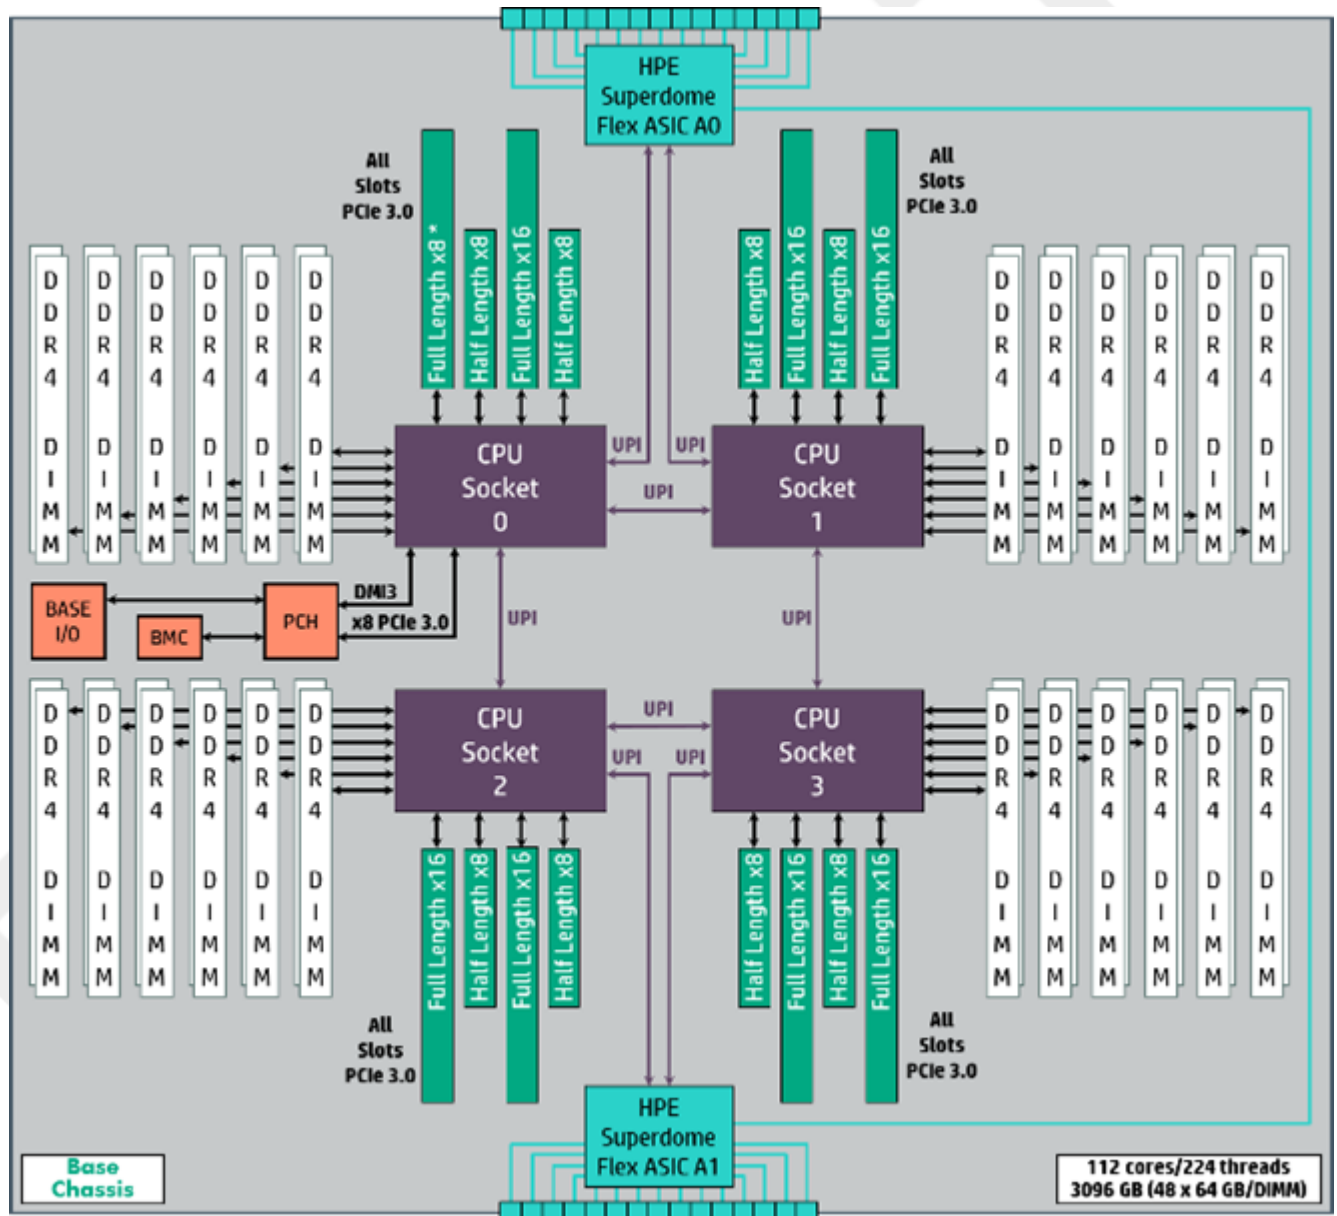 HPE
Superdome
Flex ASIC A0
All
Slots
PCIe 3.0
Full Length x8 *
Half Length x8
Full Length x16
Half Length x8
Half Length x8
Full Length x16
Half Length x8
Full Length x16
All
Slots
PCIe 3.0
DDR4 DIMM
DDR4 DIMM
DDR4 DIMM
DDR4 DIMM
DDR4 DIMM
DDR4 DIMM
CPU
Socket
0
UPI
UPI
UPI
CPU
Socket
1
DDR4 DIMM
DDR4 DIMM
DDR4 DIMM
DDR4 DIMM
DDR4 DIMM
DDR4 DIMM
BASE
I/O
BMC
PCH
DMI3
x8 PCIe 3.0
UPI
UPI
DDR4 DIMM
DDR4 DIMM
DDR4 DIMM
DDR4 DIMM
DDR4 DIMM
DDR4 DIMM
CPU
Socket
2
UPI
UPI
UPI
CPU
Socket
3
DDR4 DIMM
DDR4 DIMM
DDR4 DIMM
DDR4 DIMM
DDR4 DIMM
DDR4 DIMM
All
Slots
PCIe 3.0
Full Length x16
Half Length x8
Full Length x16
Half Length x8
Half Length x8
Full Length x16
Half Length x8
Full Length x16
All
Slots
PCIe 3.0
HPE
Superdome
Flex ASIC A1
Base
Chassis
112 cores/224 threads
3096 GB (48 x 64 GB/DIMM)